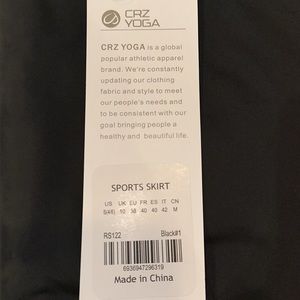 CRZ
YOGA
CRZ YOGA is a global
popular athletic apparel
brand. We're constantly
updating our clothing
fabric and style to meet
our people's needs and
to be consistent with our
goal bringing people a
healthy and beautiful life.
SPORTS SKIRT
US UK EU FR ES IT CN
S(4/6) 10 38 40 40 42 M
RS122 Black#1
6936947296319
Made in China